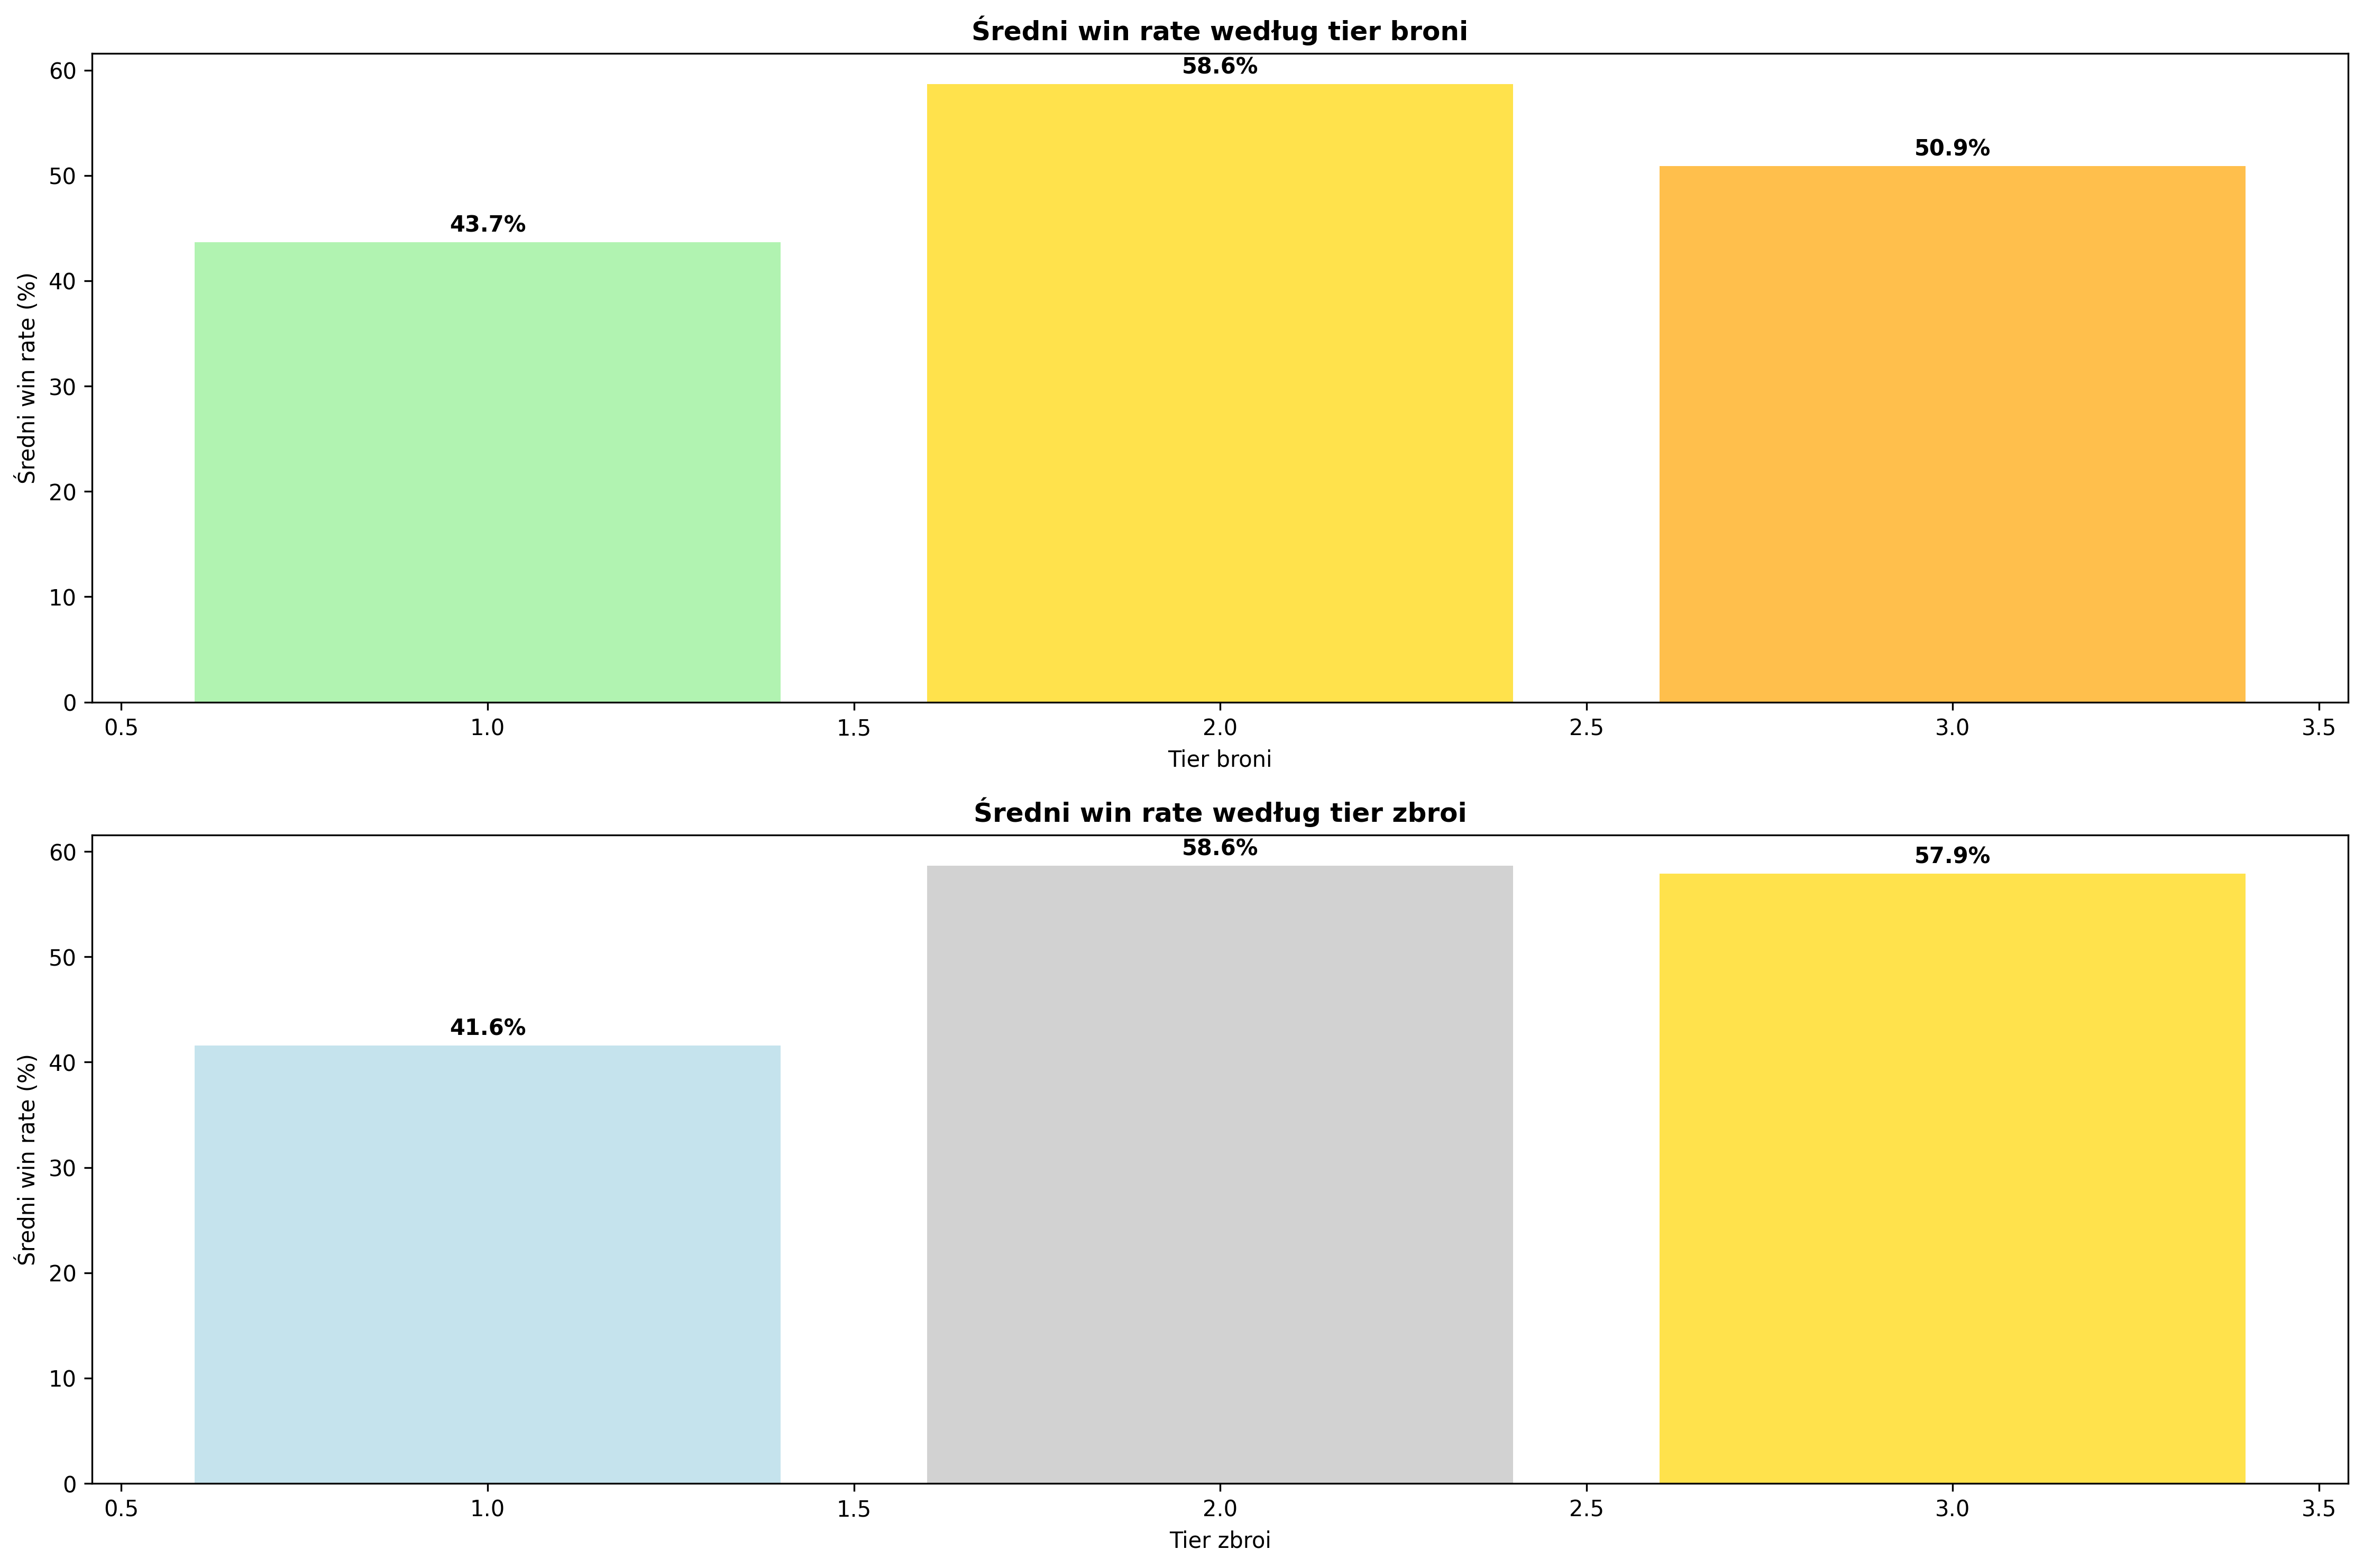 Średni win rate według tier broni
Średni win rate (%)
60
50
40
30
20
10
0
43.7%
58.6%
50.9%
0.5 1.0 1.5 2.0 2.5 3.0 3.5
Tier broni
Średni win rate według tier zbroi
Średni win rate (%)
60
50
40
30
20
10
0
41.6%
58.6%
57.9%
0.5 1.0 1.5 2.0 2.5 3.0 3.5
Tier zbroi